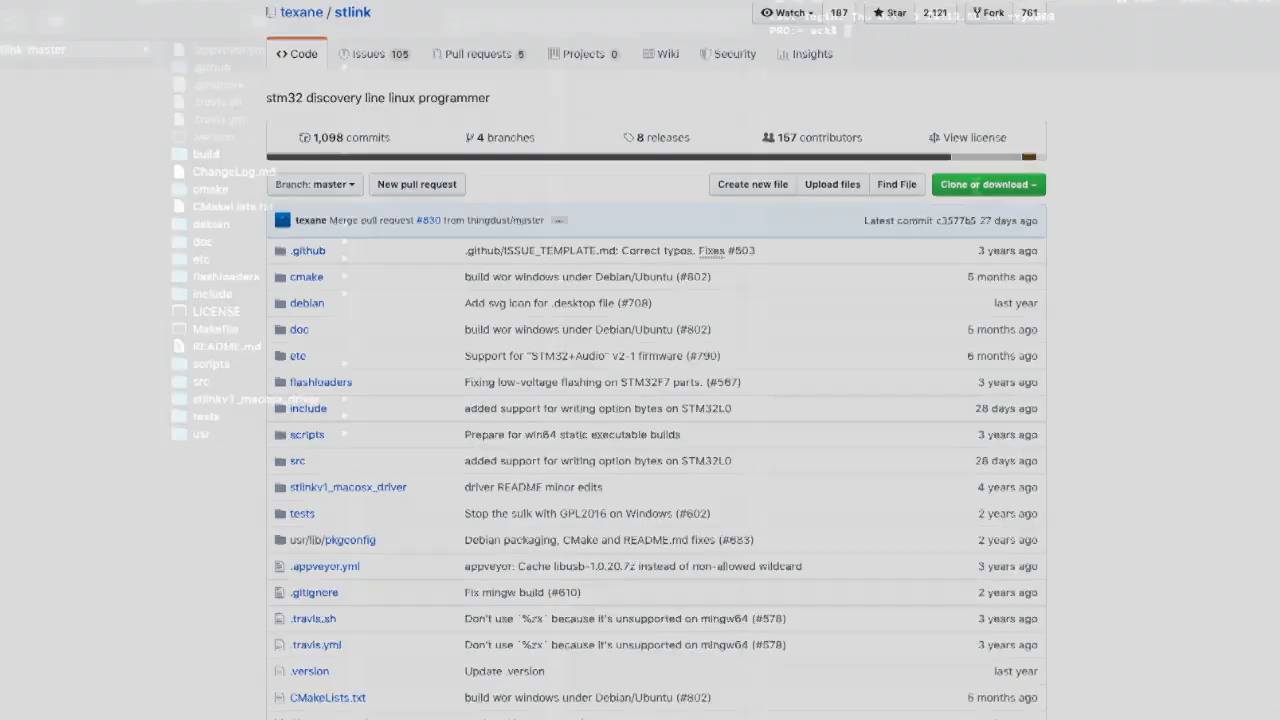 texane / stlink
Watch 187 Star 2,121 Fork 761
Code Issues 105 Pull requests 5 Projects 0 Wiki Security Insights
stm32 discovery line linux programmer
1,098 commits 4 branches 8 releases 157 contributors View license
Branch: master New pull request Create new file Upload files Find File Clone or download
texane Merge pull request #830 from thingdust/master Latest commit c3577b5 27 days ago
.github .github/ISSUE_TEMPLATE.md: Correct typos. Fixes #503 3 years ago
cmake build wor windows under Debian/Ubuntu (#802) 5 months ago
debian Add svg icon for .desktop file (#708) last year
doc build wor windows under Debian/Ubuntu (#802) 5 months ago
etc Support for "STM32+Audio" v2-1 firmware (#790) 6 months ago
flashloaders Fixing low-voltage flashing on STM32F7 parts. (#567) 3 years ago
include added support for writing option bytes on STM32L0 28 days ago
scripts Prepare for win64 static executable builds 3 years ago
src added support for writing option bytes on STM32L0 28 days ago
stlinkv1_macosx_driver driver README minor edits 4 years ago
tests Stop the sulk with GPL2016 on Windows (#602) 2 years ago
usr/lib/pkgconfig Debian packaging, CMake and README.md fixes (#683) 2 years ago
.appveyor.yml appveyor: Cache libusb-1.0.20.7z instead of non-allowed wildcard 3 years ago
.gitignore Fix mingw build (#610) 2 years ago
.travis.sh Don't use `%zx` because it's unsupported on mingw64 (#578) 3 years ago
.travis.yml Don't use `%zx` because it's unsupported on mingw64 (#578) 3 years ago
.version Update .version last year
CMakeLists.txt build wor windows under Debian/Ubuntu (#802) 5 months ago
stlink-master
.appveyor.yml
.github
.gitignore
.travis.sh
.travis.yml
.version
build
ChangeLog.md
cmake
CMakeLists.txt
debian
doc
etc
flashloaders
include
LICENSE
Makefile
README.md
scripts
src
stlinkv1_macosx_driver
tests
usr